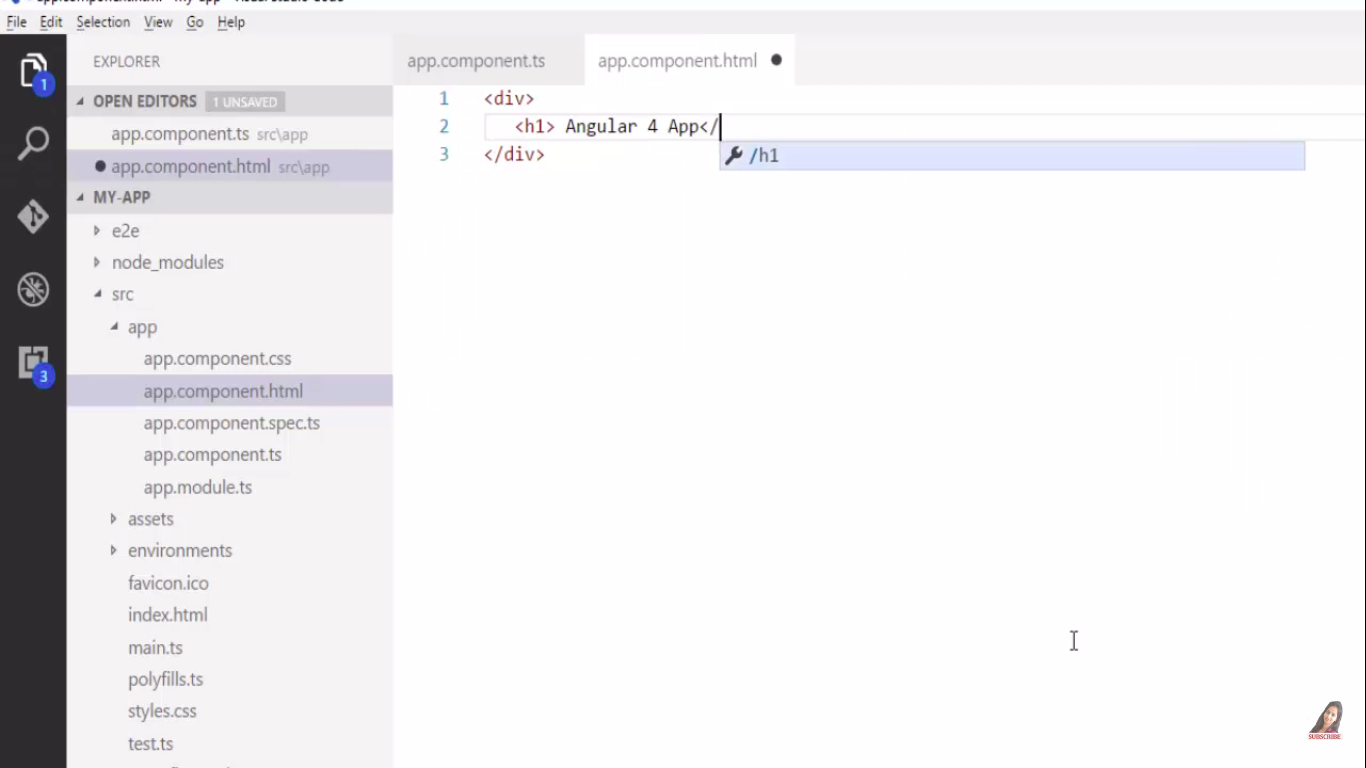 File Edit Selection View Go Help
EXPLORER
OPEN EDITORS 1 UNSAVED
app.component.ts src\app
app.component.html src\app
MY-APP
e2e
node_modules
src
app
app.component.css
app.component.html
app.component.spec.ts
app.component.ts
app.module.ts
assets
environments
favicon.ico
index.html
main.ts
polyfills.ts
styles.css
test.ts
1
3
app.component.ts app.component.html
1 <div>
2 <h1> Angular 4 App</
/h1
3 </div>
SUBSCRIBE